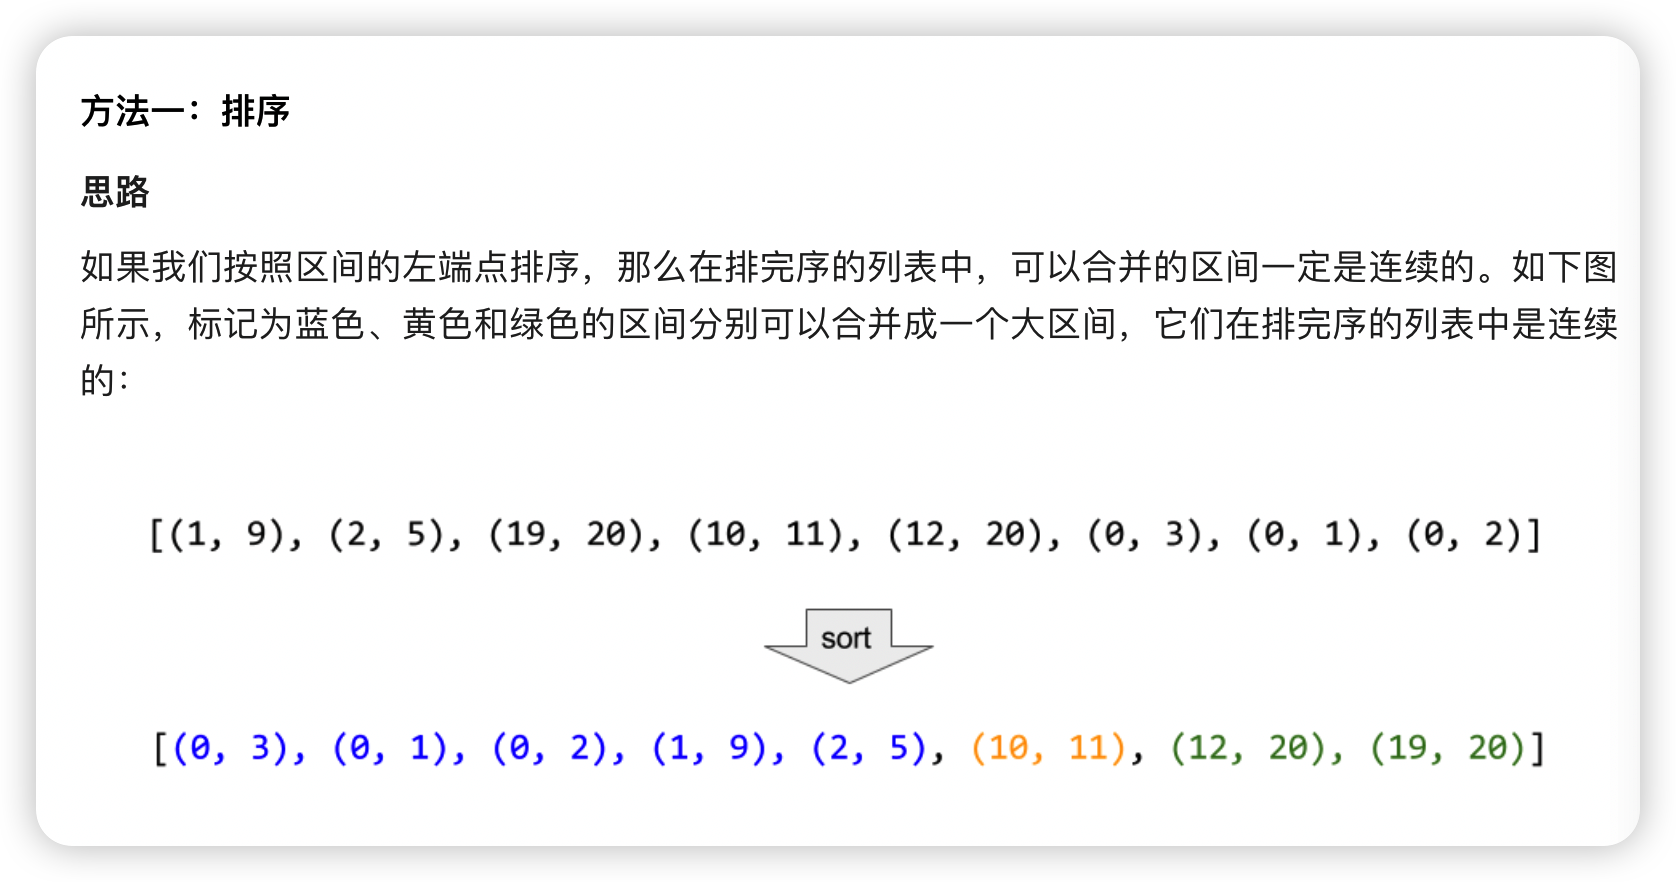 方法一：排序
思路
如果我们按照区间的左端点排序，那么在排完序的列表中，可以合并的区间一定是连续的。如下图
所示，标记为蓝色、黄色和绿色的区间分别可以合并成一个大区间，它们在排完序的列表中是连续
的：
[(1, 9), (2, 5), (19, 20), (10, 11), (12, 20), (0, 3), (0, 1), (0, 2)]
sort
[(0, 3), (0, 1), (0, 2), (1, 9), (2, 5), (10, 11), (12, 20), (19, 20)]